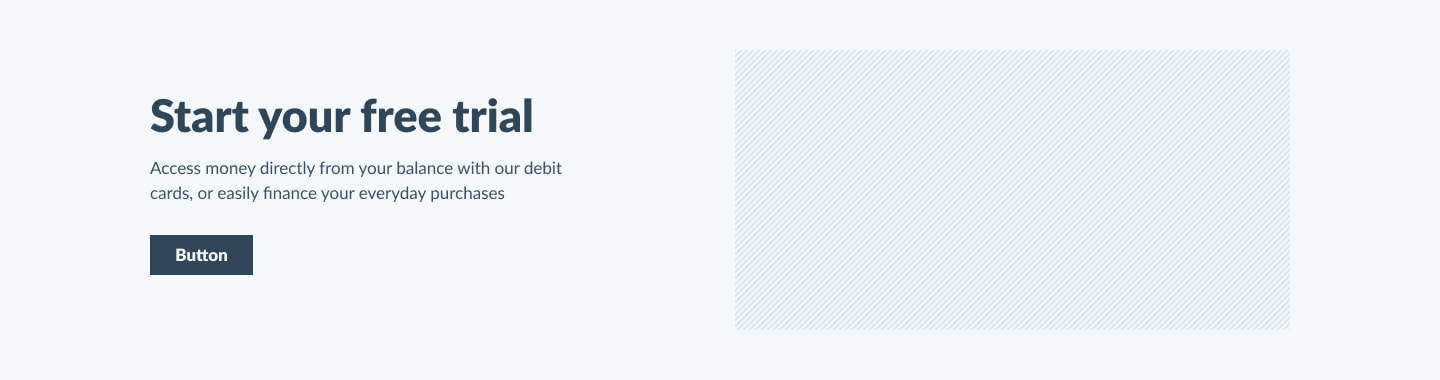 Start your free trial
Access money directly from your balance with our debit
cards, or easily finance your everyday purchases
Button